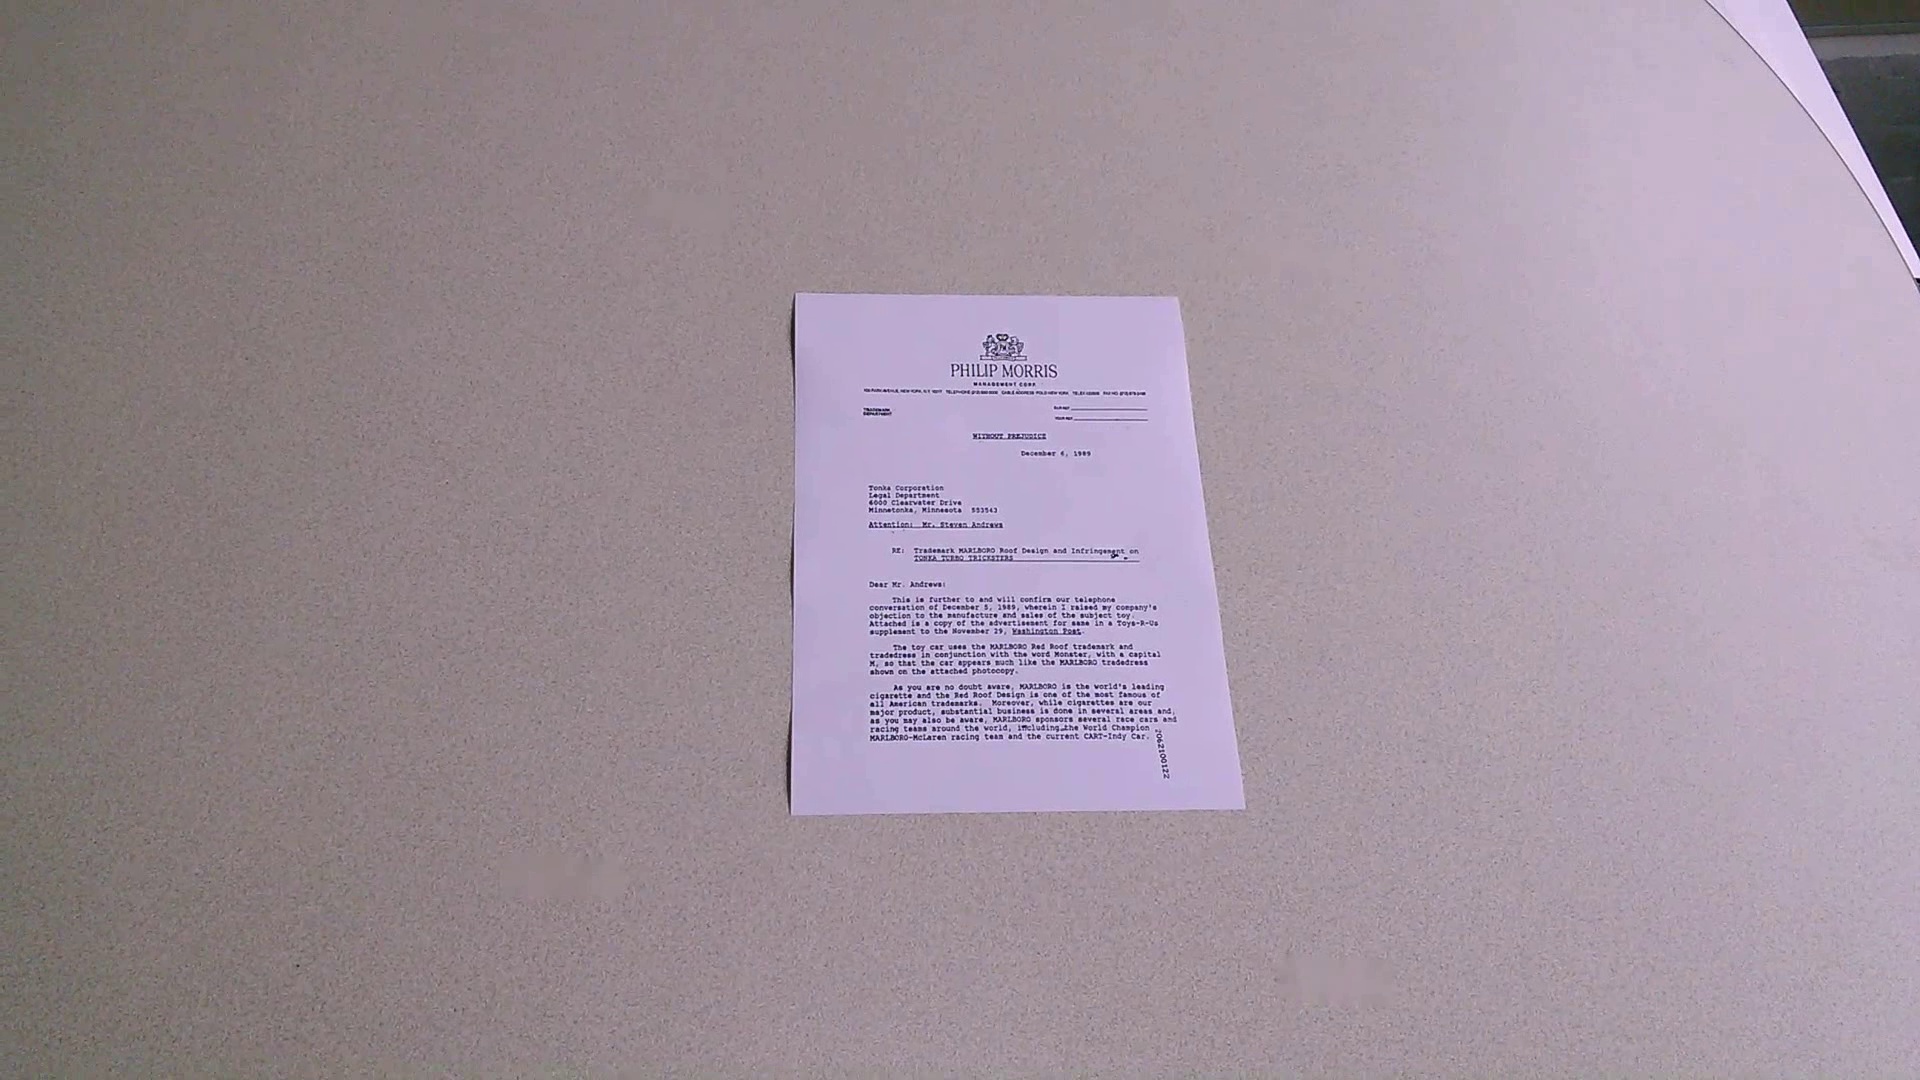 PHILIP MORRIS
MANAGEMENT CORP.
TRADEMARK
DEPARTMENT
OUR REF.
YOUR REF.
WITHOUT PREJUDICE
December 6, 1989
Tonka Corporation
Legal Department
6000 Clearwater Drive
Minnetonka, Minnesota 553543
Attention: Mr. Steven Andrews
RE: Trademark MARLBORO Roof Design and Infringement on
TONKA TURBO TRICKSTERS
Dear Mr. Andrews:
This is further to and will confirm our telephone
conversation of December 5, 1989, wherein I raised my company's
objection to the manufacture and sales of the subject toy.
Attached is a copy of the advertisement for same in a Toys-R-Us
supplement to the November 29, Washington Post.
The toy car uses the MARLBORO Red Roof trademark and
tradedress in conjunction with the word Monster, with a capital
M, so that the car appears much like the MARLBORO tradedress
shown on the attached photocopy.
As you are no doubt aware, MARLBORO is the world's leading
cigarette and the Red Roof Design is one of the most famous of
all American trademarks. Moreover, while cigarettes are our
major product, substantial business is done in several areas and,
as you may also be aware, MARLBORO sponsors several race cars and
racing teams around the world, including the World Champion
MARLBORO-McLaren racing team and the current CART-Indy Car.